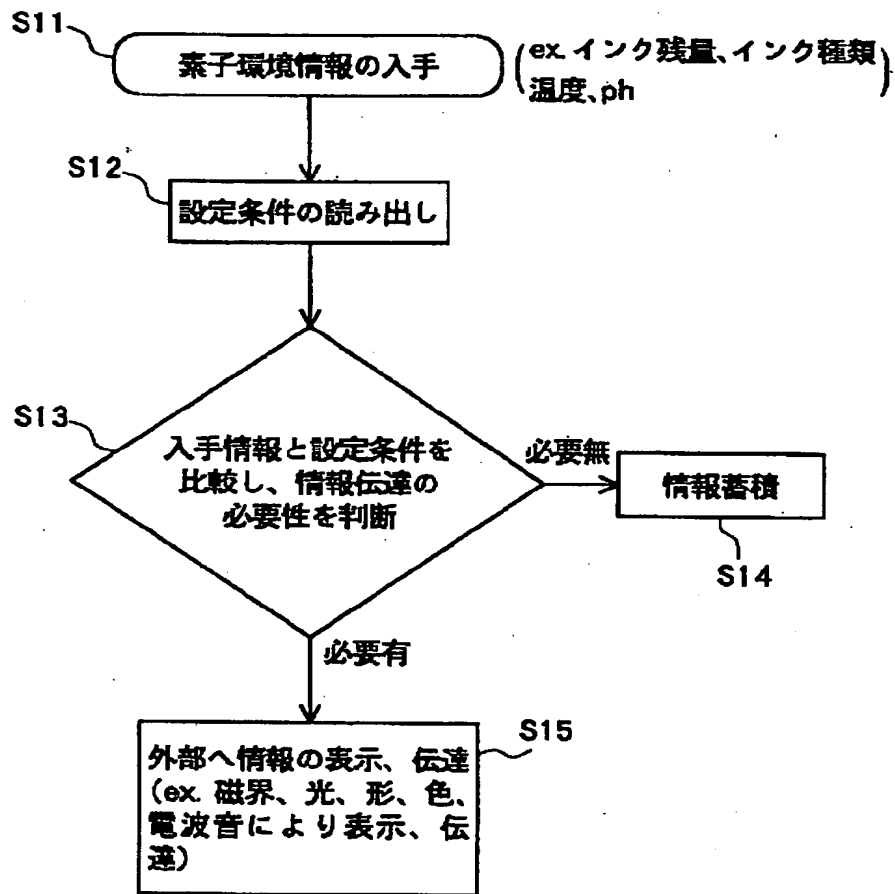 S11
素子環境情報の入手
ex. インク残量、インク種類
温度、ph
S12
設定条件の読み出し
S13
入手情報と設定条件を
比較し、情報伝達の
必要性を判断
必要無
情報蓄積
S14
必要有
S15
外部へ情報の表示、伝達
(ex. 磁界、光、形、色、
電波音により表示、伝
達)